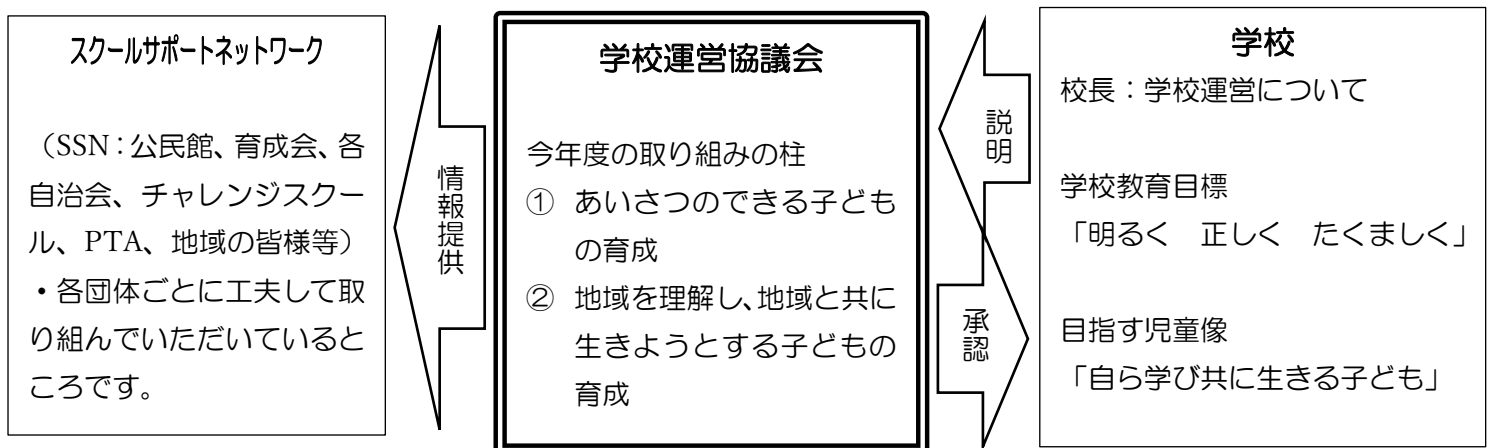 スクールサポートネットワーク
（SSN：公民館、育成会、各
自治会、チャレンジスクー
ル、PTA、地域の皆様等）
・各団体ごとに工夫して取
り組んでいただいていると
ころです。
情報提供
学校運営協議会
今年度の取り組みの柱
① あいさつのできる子ども
の育成
② 地域を理解し、地域と共に
生きようとする子どもの
育成
説明
承認
学校
校長：学校運営について
学校教育目標
「明るく　正しく　たくましく」
目指す児童像
「自ら学び共に生きる子ども」